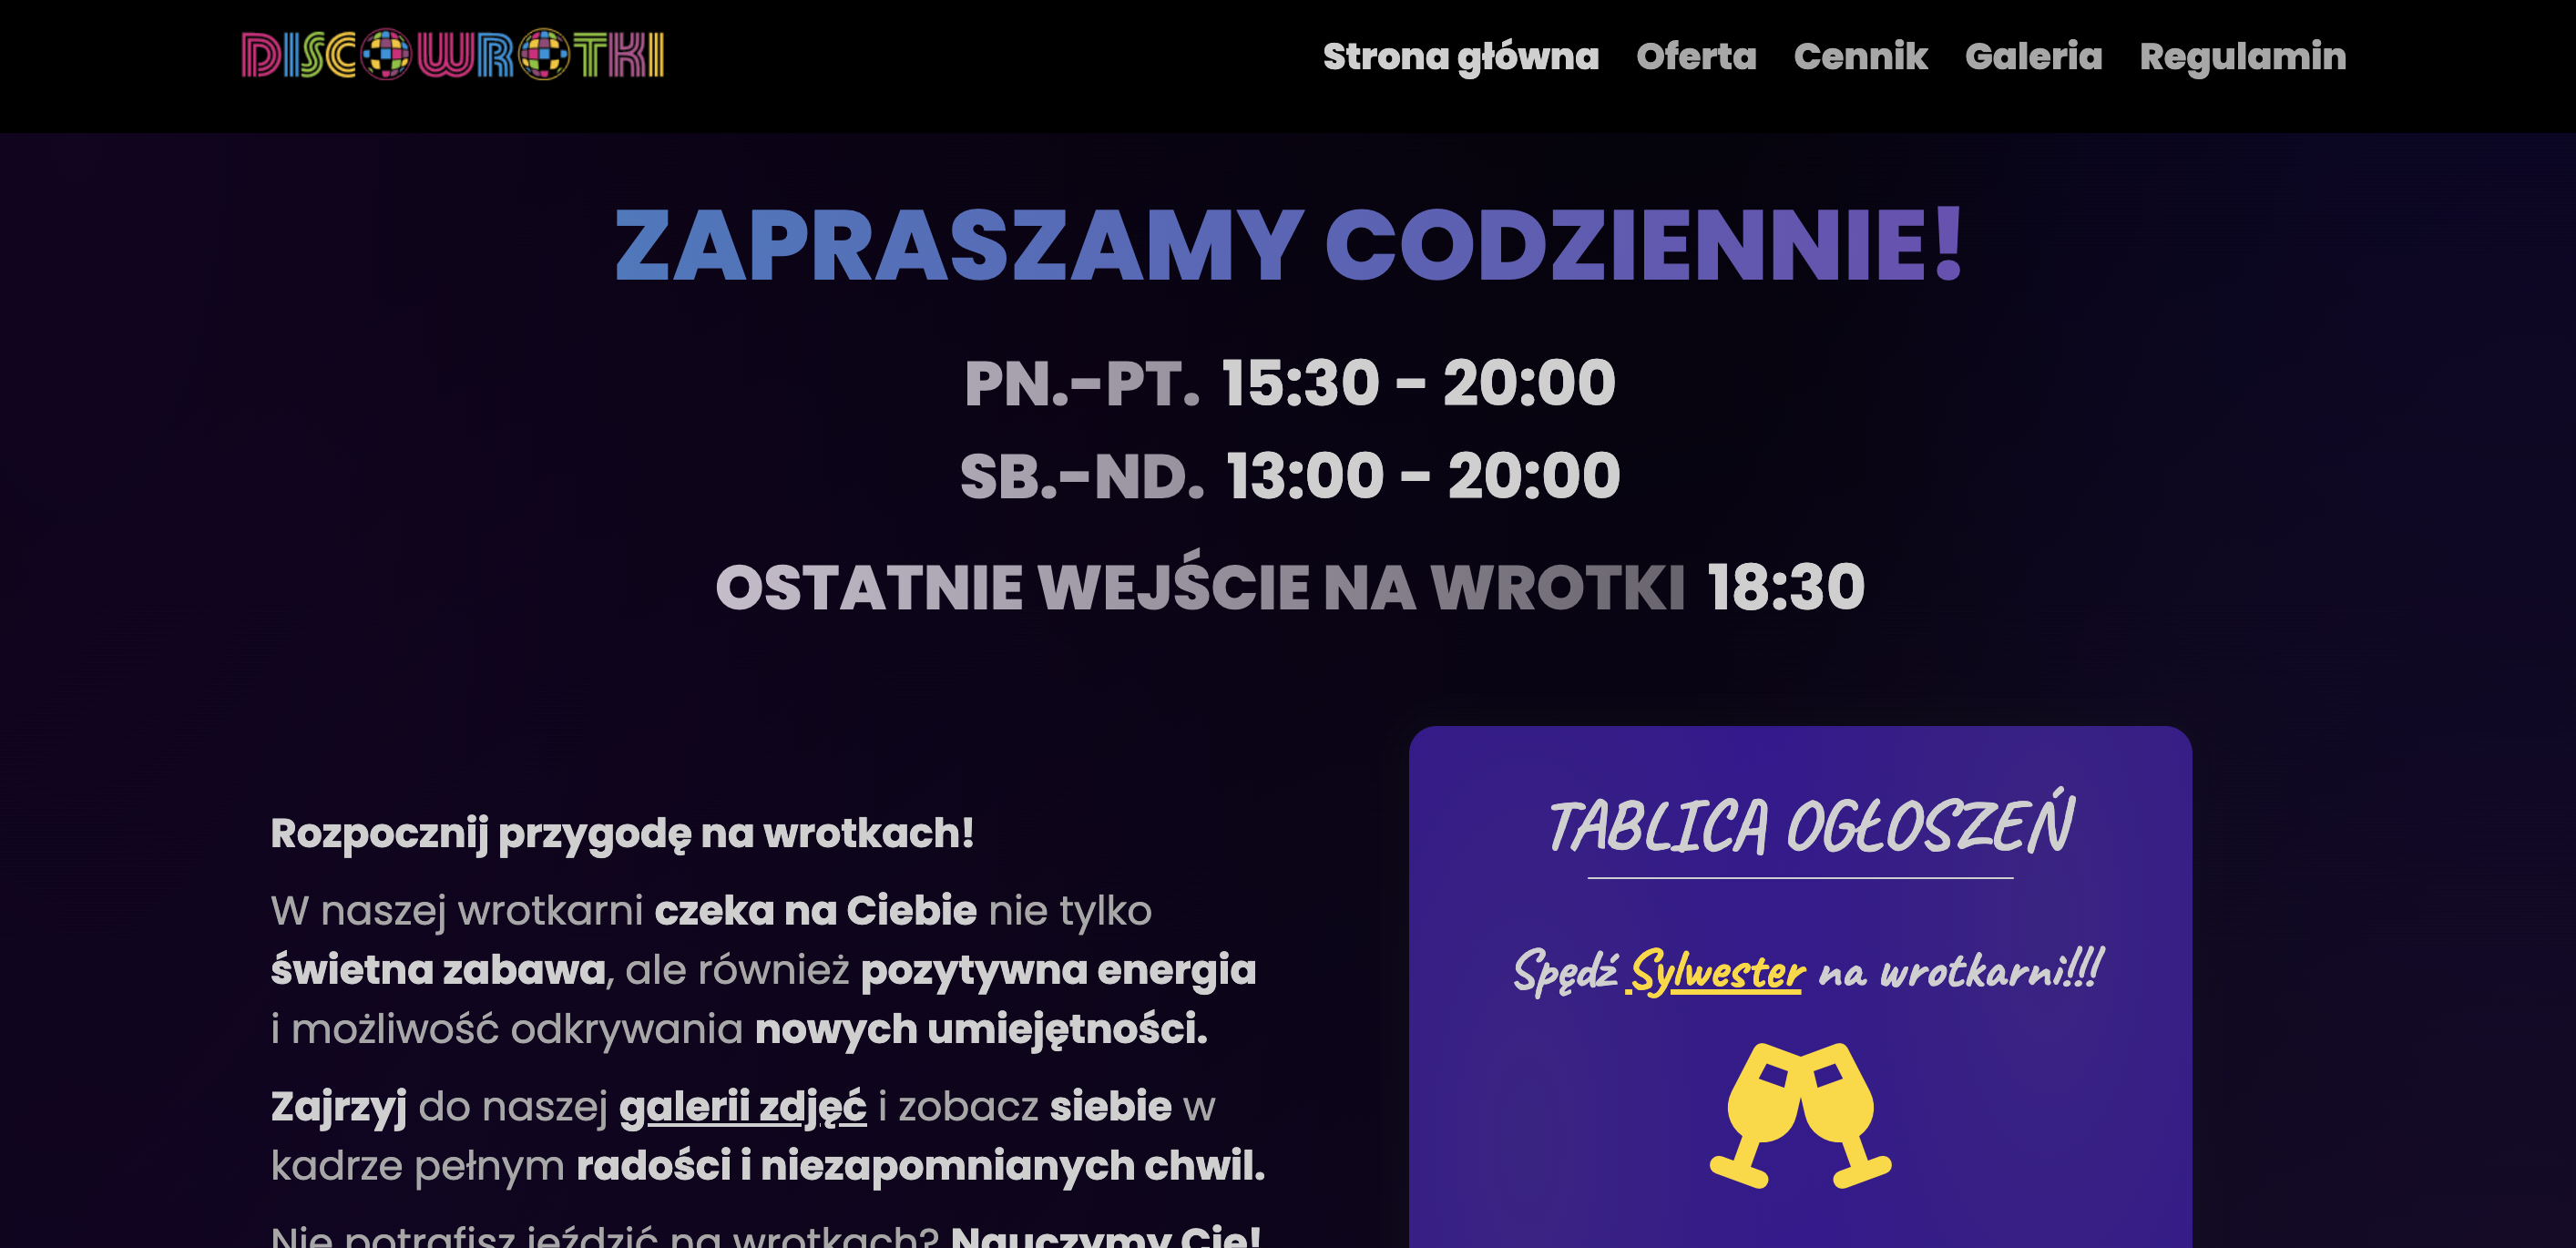 DISCOWROTKI
Strona główna Oferta Cennik Galeria Regulamin
ZAPRASZAMY CODZIENNIE!
PN.-PT. 15:30 - 20:00
SB.-ND. 13:00 - 20:00
OSTATNIE WEJŚCIE NA WROTKI 18:30
Rozpocznij przygodę na wrotkach!
W naszej wrotkarni czeka na Ciebie nie tylko
świetna zabawa, ale również pozytywna energia
i możliwość odkrywania nowych umiejętności.
Zajrzyj do naszej galerii zdjęć i zobacz siebie w
kadrze pełnym radości i niezapomnianych chwil.
Nie potrafisz jeździć na wrotkach? Nauczymy Cię!
TABLICA OGŁOSZEŃ
Spędź Sylwester na wrotkarni!!!